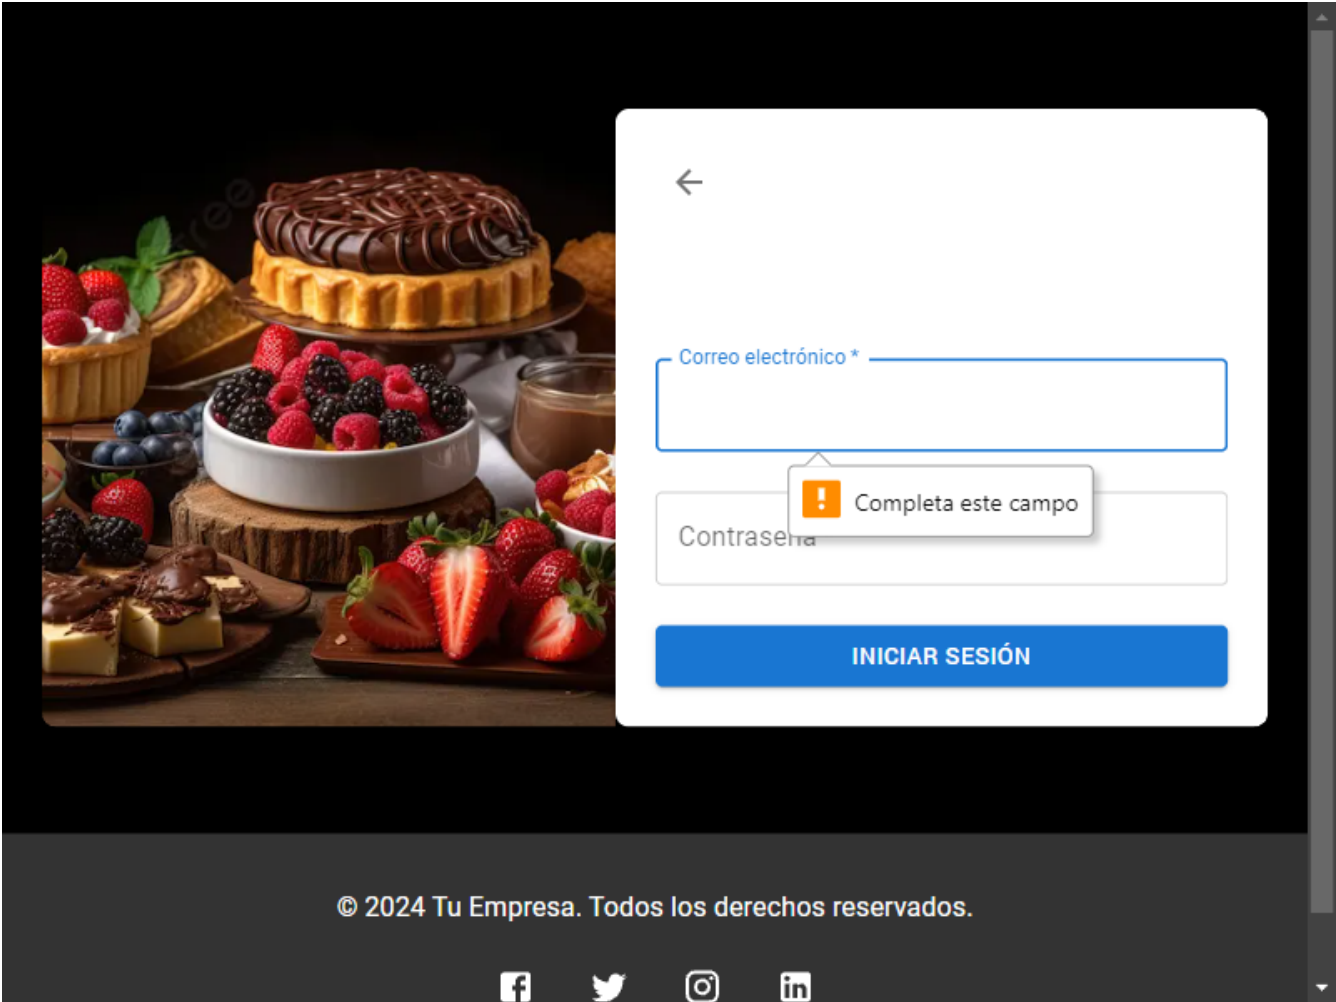 Correo electrónico *
Completa este campo
Contraseña
INICIAR SESIÓN
© 2024 Tu Empresa. Todos los derechos reservados.